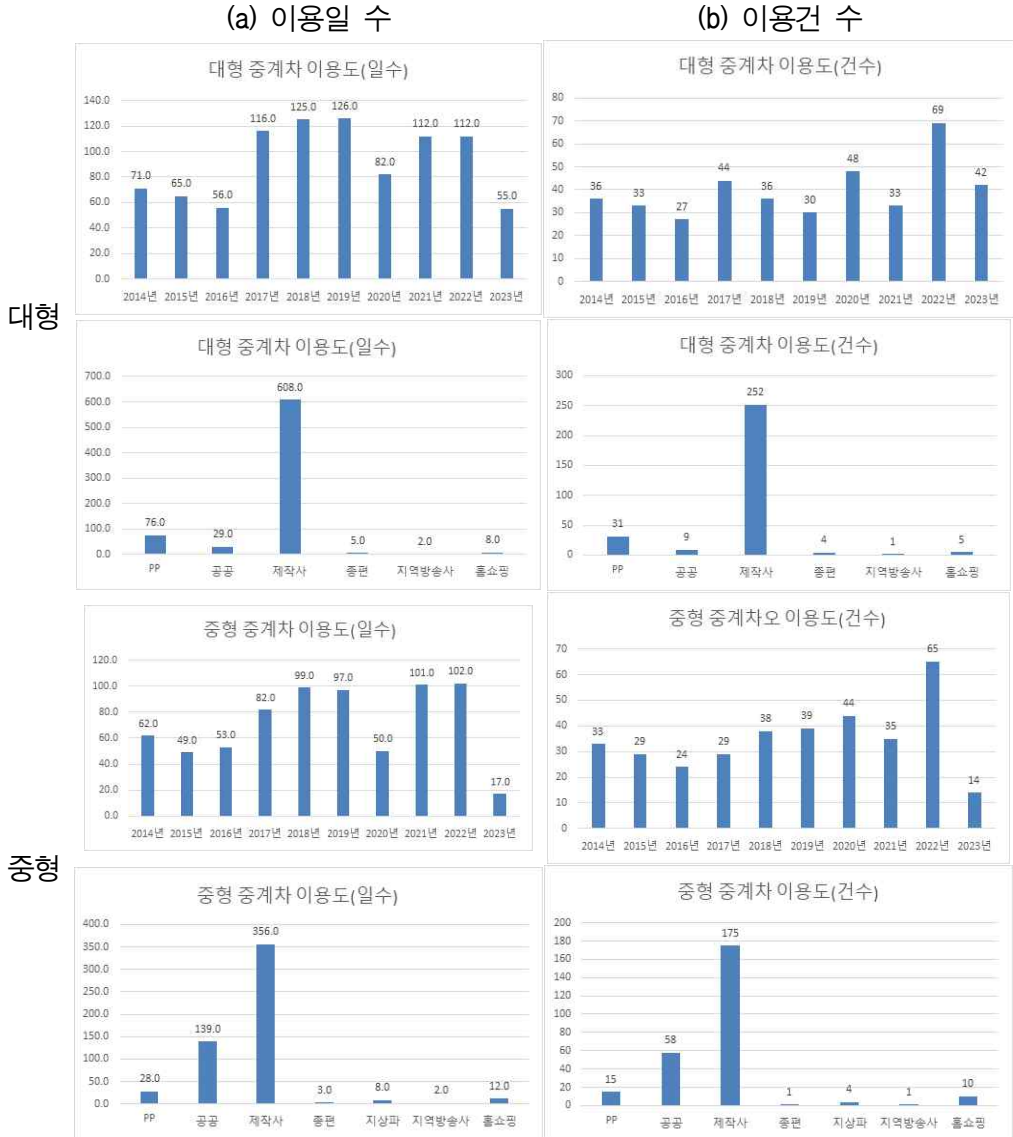 (a) 이용일 수
(b) 이용건 수
대형
대형 중계차 이용도(일수)
140.0
120.0
100.0
80.0
60.0
40.0
20.0
0.0
71.0 65.0 56.0 116.0 125.0 126.0 82.0 112.0 112.0 55.0
2014년 2015년 2016년 2017년 2018년 2019년 2020년 2021년 2022년 2023년
대형 중계차 이용도(건수)
80
70
60
50
40
30
20
10
0
36 33 27 44 36 30 48 33 69 42
2014년 2015년 2016년 2017년 2018년 2019년 2020년 2021년 2022년 2023년
대형 중계차 이용도(일수)
700.0
600.0
500.0
400.0
300.0
200.0
100.0
0.0
76.0 29.0 608.0 5.0 2.0 8.0
PP 공공 제작사 종편 지역방송사 홈쇼핑
대형 중계차 이용도(건수)
300
250
200
150
100
50
0
31 9 252 4 1 5
PP 공공 제작사 종편 지역방송사 홈쇼핑
중형
중형 중계차 이용도(일수)
120.0
100.0
80.0
60.0
40.0
20.0
0.0
62.0 49.0 53.0 82.0 99.0 97.0 50.0 101.0 102.0 17.0
2014년 2015년 2016년 2017년 2018년 2019년 2020년 2021년 2022년 2023년
중형 중계차오 이용도(건수)
70
60
50
40
30
20
10
0
33 29 24 29 38 39 44 35 65 14
2014년 2015년 2016년 2017년 2018년 2019년 2020년 2021년 2022년 2023년
중형 중계차 이용도(일수)
400.0
350.0
300.0
250.0
200.0
150.0
100.0
50.0
0.0
28.0 139.0 356.0 3.0 8.0 2.0 12.0
PP 공공 제작사 종편 지상파 지역방송사 홈쇼핑
중형 중계차 이용도(건수)
200
180
160
140
120
100
80
60
40
20
0
15 58 175 1 4 1 10
PP 공공 제작사 종편 지상파 지역방송사 홈쇼핑